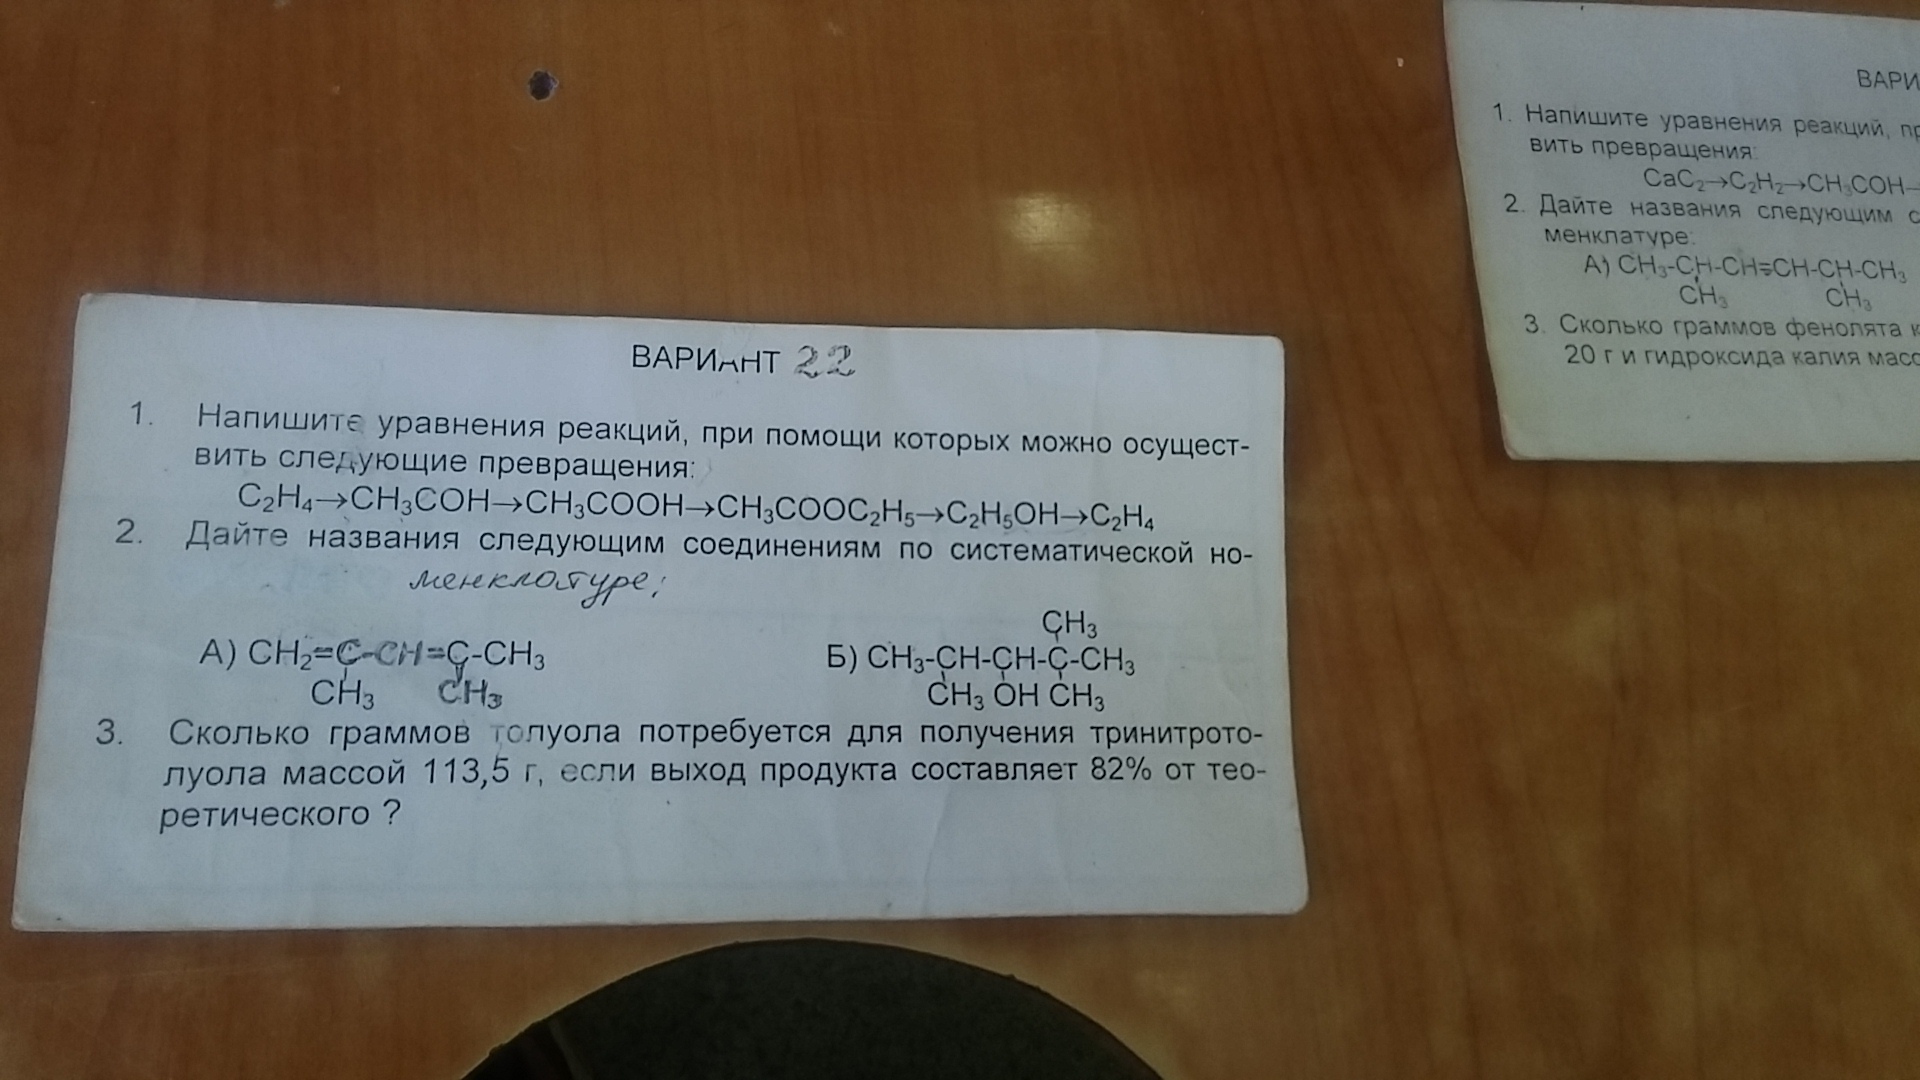 ВАРИАНТ 22
1. Напишите уравнения реакций, при помощи которых можно осущест-
вить следующие превращения:
C₂H₄→CH₃COH→CH₃COOH→CH₃COOC₂H₅→C₂H₅OH→C₂H₄
2. Дайте названия следующим соединениям по систематической но-
менклатуре:
CH₃
А) CH₂=C-CH=C-CH₃ Б) CH₃-CH-CH-C-CH₃
CH₃ CH₃ CH₃ OH CH₃
3. Сколько граммов толуола потребуется для получения тринитрото-
луола массой 113,5 г, если выход продукта составляет 82% от тео-
ретического ?
ВАРИ
1. Напишите уравнения реакций, пр
вить превращения:
CaC₂→C₂H₂→CH₃COH→
2. Дайте названия следующим с
менклатуре:
А) CH₃-CH-CH=CH-CH-CH₃
CH₃ CH₃
3. Сколько граммов фенолята к
20 г и гидроксида калия масс